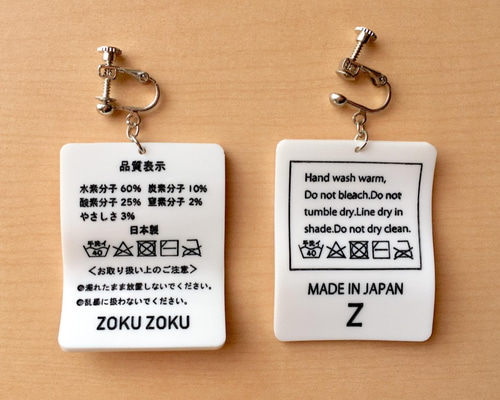 品質表示
水素分子 60% 炭素分子 10%
酸素分子 25% 窒素分子 2%
やさしさ 3%
日本製
手洗イ
40
<お取り扱い上のご注意>
●濡れたまま放置しないでください。
●乱暴に扱わないでください。
ZOKU ZOKU
Hand wash warm,
Do not bleach.Do not
tumble dry.Line dry in
shade.Do not dry clean.
手洗イ
40
MADE IN JAPAN
Z